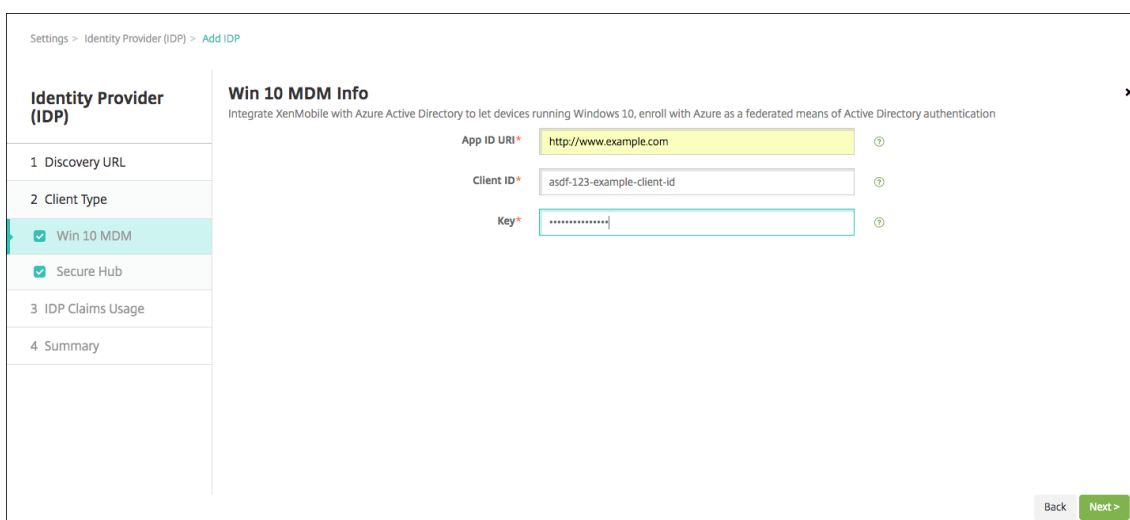 Settings > Identity Provider (IDP) > Add IDP
Identity Provider
(IDP)
1 Discovery URL
2 Client Type
Win 10 MDM
Secure Hub
3 IDP Claims Usage
4 Summary
Win 10 MDM Info
Integrate XenMobile with Azure Active Directory to let devices running Windows 10, enroll with Azure as a federated means of Active Directory authentication
App ID URI* http://www.example.com
Client ID* asdf-123-example-client-id
Key* •••••••••••••••
Back Next >